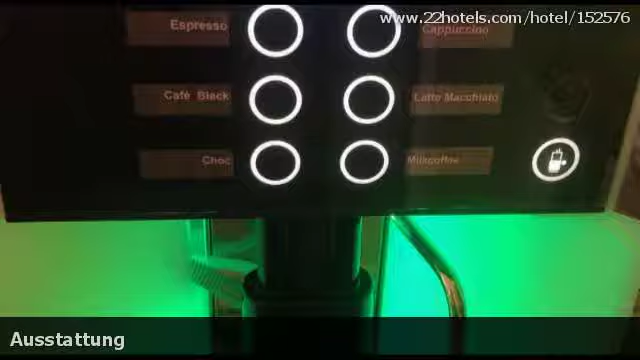 www.22hotels.com/hotel/152576
Espresso
Cappuccino
Café Black
Latte Macchiato
Choc
Milkcoffee
Ausstattung